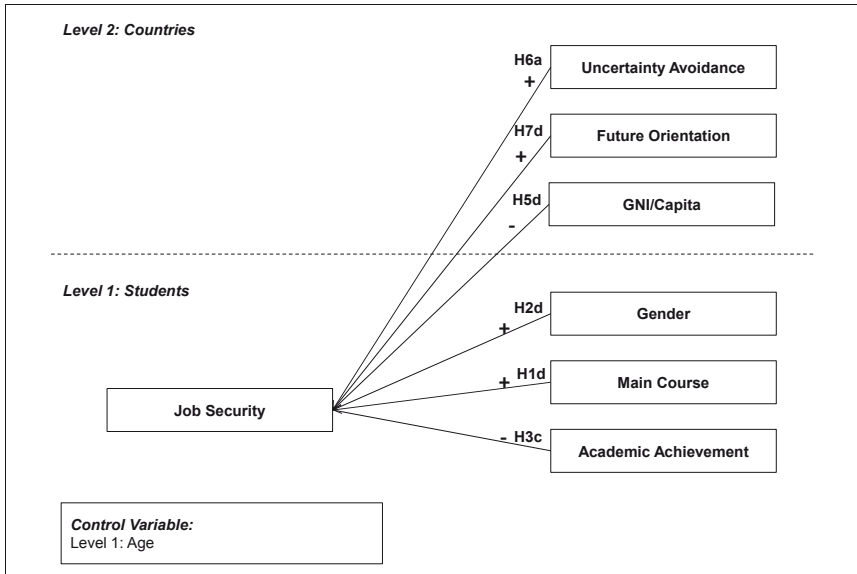 Level 2: Countries
H6a
+
Uncertainty Avoidance
H7d
+
Future Orientation
H5d
-
GNI/Capita
Level 1: Students
H2d
+
Gender
H1d
+
Main Course
Job Security
- H3c
Academic Achievement
Control Variable:
Level 1: Age